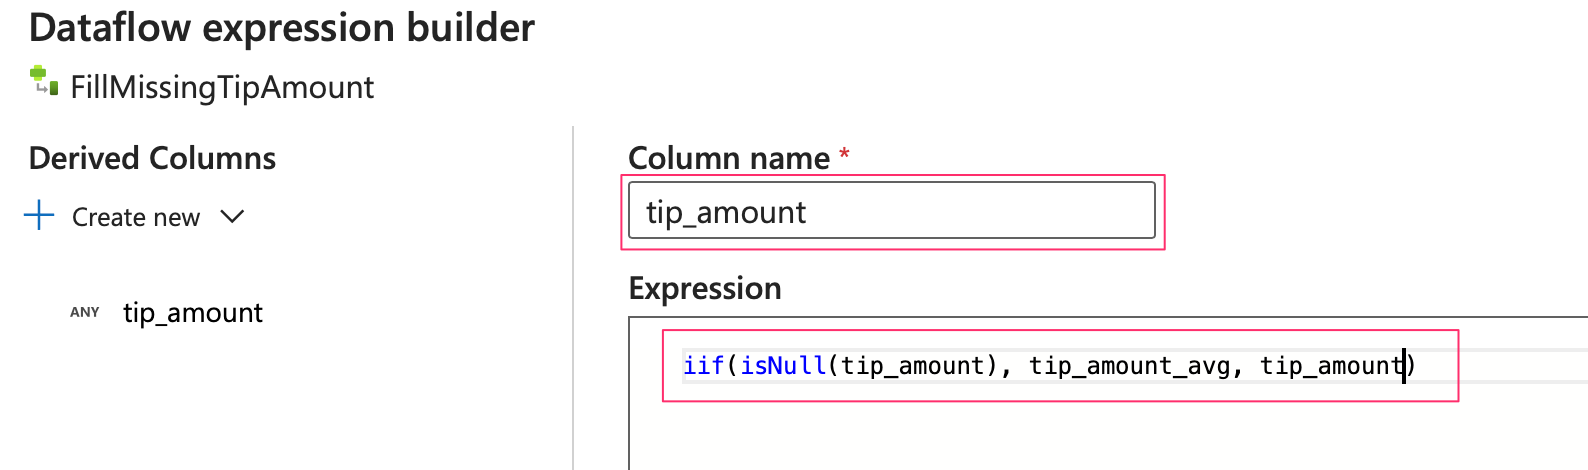 Dataflow expression builder
FillMissingTipAmount
Derived Columns
Create new
ANY tip_amount
Column name *
tip_amount
Expression
iif(isNull(tip_amount), tip_amount_avg, tip_amount)